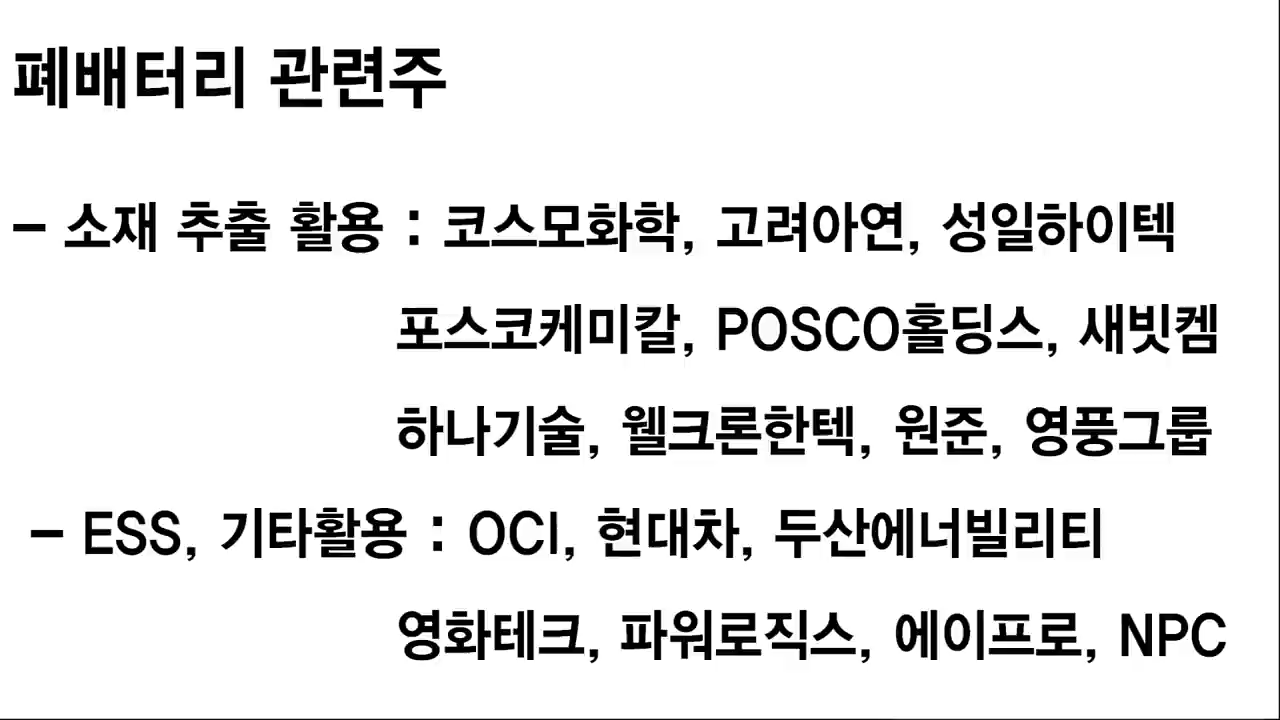 폐배터리 관련주
- 소재 추출 활용 : 코스모화학, 고려아연, 성일하이텍
포스코케미칼, POSCO홀딩스, 새빗켐
하나기술, 웰크론한텍, 원준, 영풍그룹
- ESS, 기타활용 : OCI, 현대차, 두산에너빌리티
영화테크, 파워로직스, 에이프로, NPC